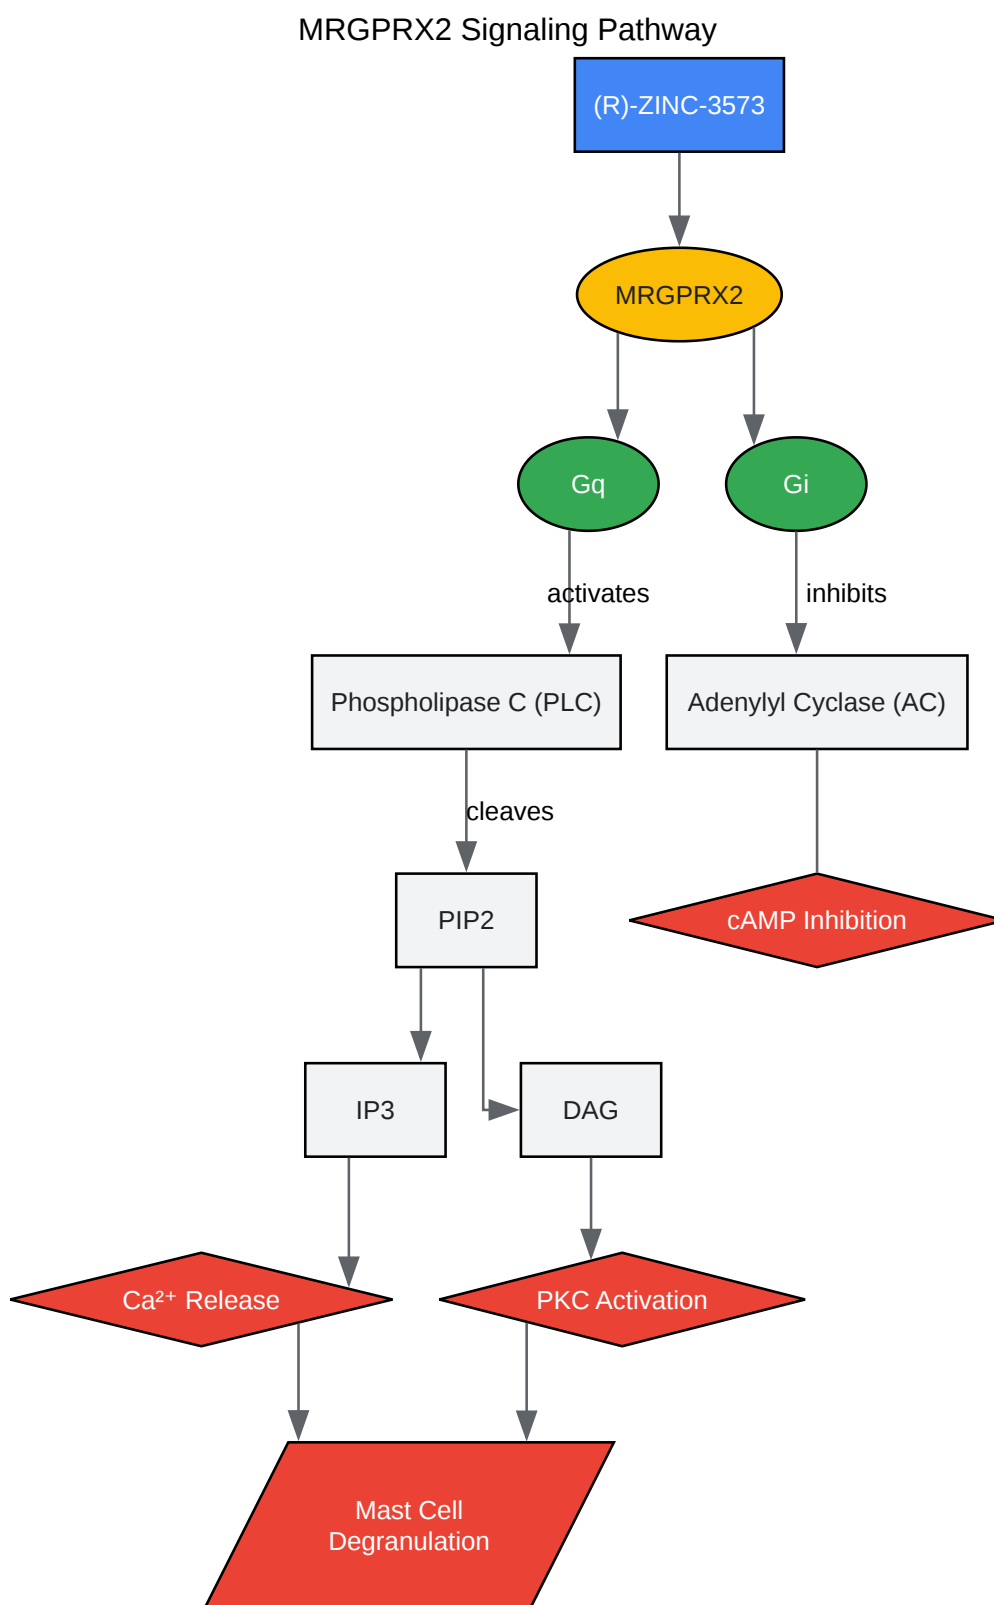 MRGPRX2 Signaling Pathway
(R)-ZINC-3573
MRGPRX2
Gq
Gi
activates
inhibits
Phospholipase C (PLC)
Adenylyl Cyclase (AC)
cleaves
PIP2
cAMP Inhibition
IP3
DAG
Ca²⁺ Release
PKC Activation
Mast Cell
Degranulation